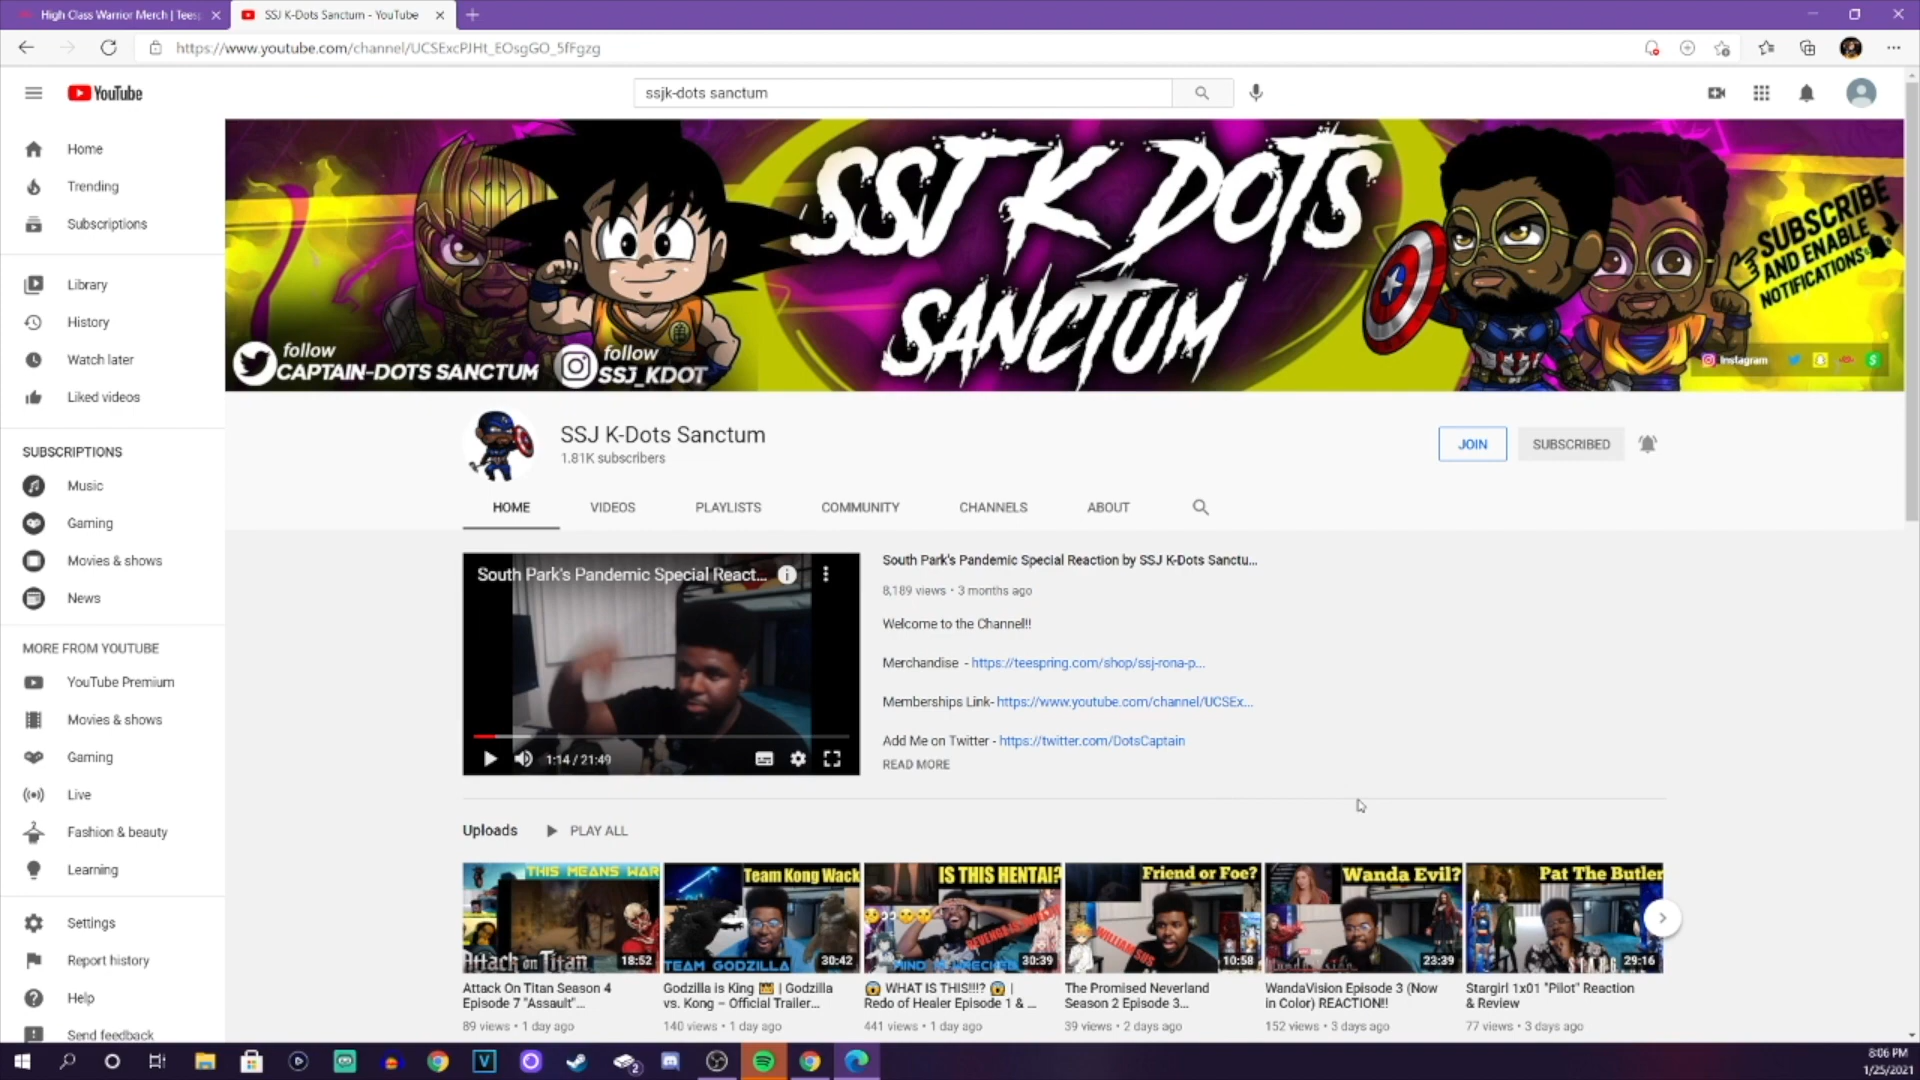 High Class Warrior Merch | Tees
SSJ K-Dots Sanctum - YouTube
https://www.youtube.com/channel/UCSExcPJHt_EOsgGO_5fFgzg
YouTube
ssjk-dots sanctum
Home
Trending
Subscriptions
Library
History
Watch later
Liked videos
SUBSCRIPTIONS
Music
Gaming
Movies & shows
News
MORE FROM YOUTUBE
YouTube Premium
Movies & shows
Gaming
Live
Fashion & beauty
Learning
Settings
Report history
Help
Send feedback
SSJ K DOTS
SANCTUM
follow
CAPTAIN-DOTS SANCTUM
follow
SSJ_KDOT
SUBSCRIBE
AND ENABLE
NOTIFICATIONS
Instagram
SSJ K-Dots Sanctum
1.81K subscribers
JOIN
SUBSCRIBED
HOME
VIDEOS
PLAYLISTS
COMMUNITY
CHANNELS
ABOUT
South Park's Pandemic Special React...
1:14 / 21:49
South Park's Pandemic Special Reaction by SSJ K-Dots Sanctu...
8,189 views • 3 months ago
Welcome to the Channel!!
Merchandise - https://teespring.com/shop/ssj-rona-p...
Memberships Link- https://www.youtube.com/channel/UCSEx...
Add Me on Twitter - https://twitter.com/DotsCaptain
READ MORE
Uploads
PLAY ALL
THIS MEANS WAR
Attack on Titan
18:52
Attack On Titan Season 4
Episode 7 "Assault"...
89 views • 1 day ago
Team Kong Wack
TEAM GODZILLA
30:42
Godzilla is King 👑 | Godzilla
vs. Kong – Official Trailer...
140 views • 1 day ago
IS THIS HENTAI?
30:39
😱 WHAT IS THIS!!!? 😱 |
Redo of Healer Episode 1 & ...
441 views • 1 day ago
Friend or Foe?
WILLIAM SUS
10:58
The Promised Neverland
Season 2 Episode 3...
39 views • 2 days ago
Wanda Evil?
23:39
WandaVision Episode 3 (Now
in Color) REACTION!!
152 views • 3 days ago
Pat The Butler
29:16
Stargirl 1x01 "Pilot" Reaction
& Review
77 views • 3 days ago
2
8:06 PM
1/25/2021